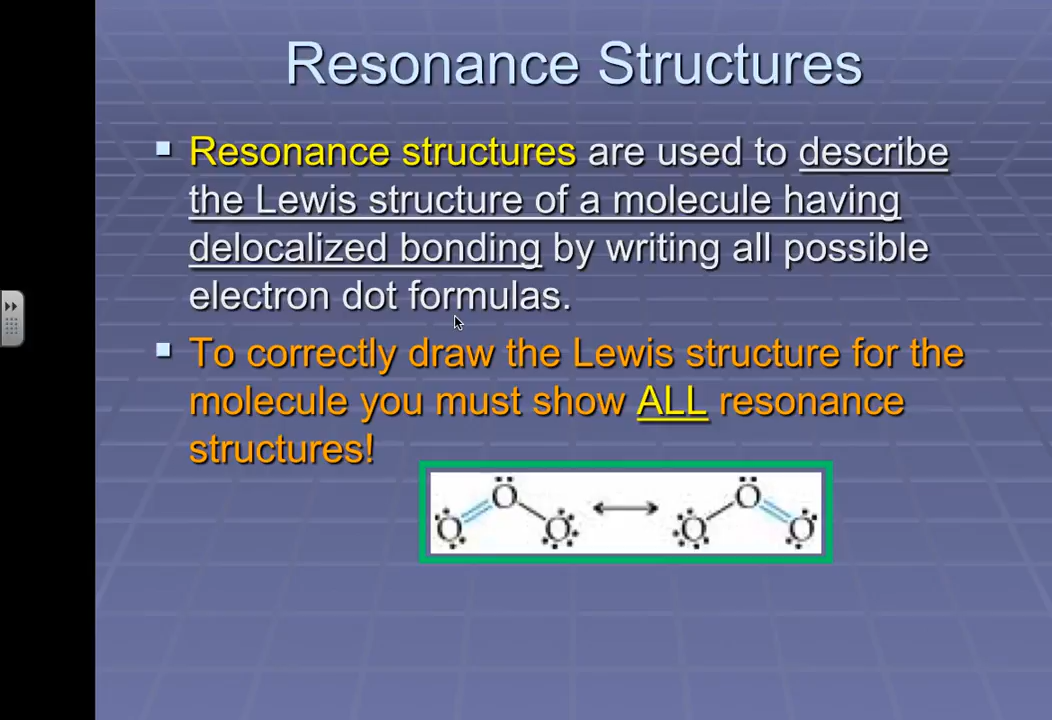 Resonance Structures
Resonance structures are used to describe
the Lewis structure of a molecule having
delocalized bonding by writing all possible
electron dot formulas.
To correctly draw the Lewis structure for the
molecule you must show ALL resonance
structures!
O O O ↔ O O O